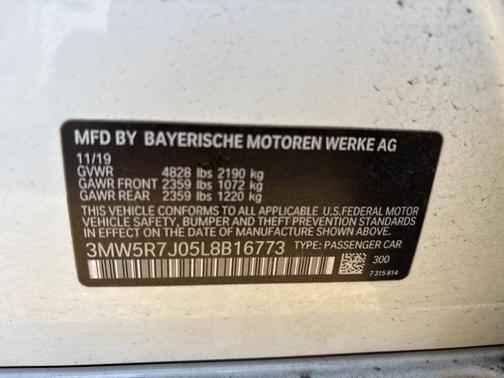 MFD BY BAYERISCHE MOTOREN WERKE AG
11/19
GVWR 4828 lbs 2190 kg
GAWR FRONT 2359 lbs 1072 kg
GAWR REAR 2359 lbs 1220 kg
THIS VEHICLE CONFORMS TO ALL APPLICABLE U.S.FEDERAL MOTOR
VEHICLE SAFETY, BUMPER AND THEFT PREVENTION STANDARDS
IN EFFECT ON THE DATE OF MANUFACTURE SHOWN ABOVE.
3MW5R7J05L8B16773 TYPE: PASSENGER CAR
300
7 315 814